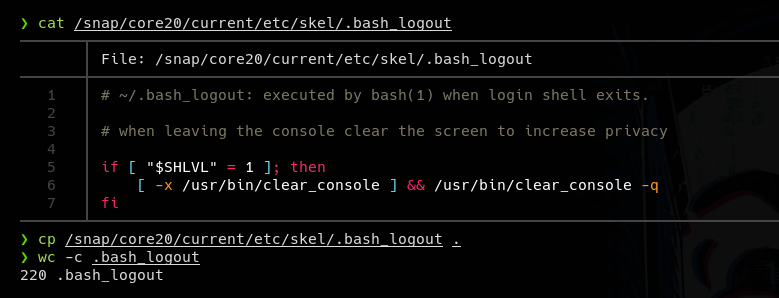 ❯ cat /snap/core20/current/etc/skel/.bash_logout
File: /snap/core20/current/etc/skel/.bash_logout
1 # ~/.bash_logout: executed by bash(1) when login shell exits.
2
3 # when leaving the console clear the screen to increase privacy
4
5 if [ "$SHLVL" = 1 ]; then
6     [ -x /usr/bin/clear_console ] && /usr/bin/clear_console -q
7 fi
❯ cp /snap/core20/current/etc/skel/.bash_logout .
❯ wc -c .bash_logout
220 .bash_logout